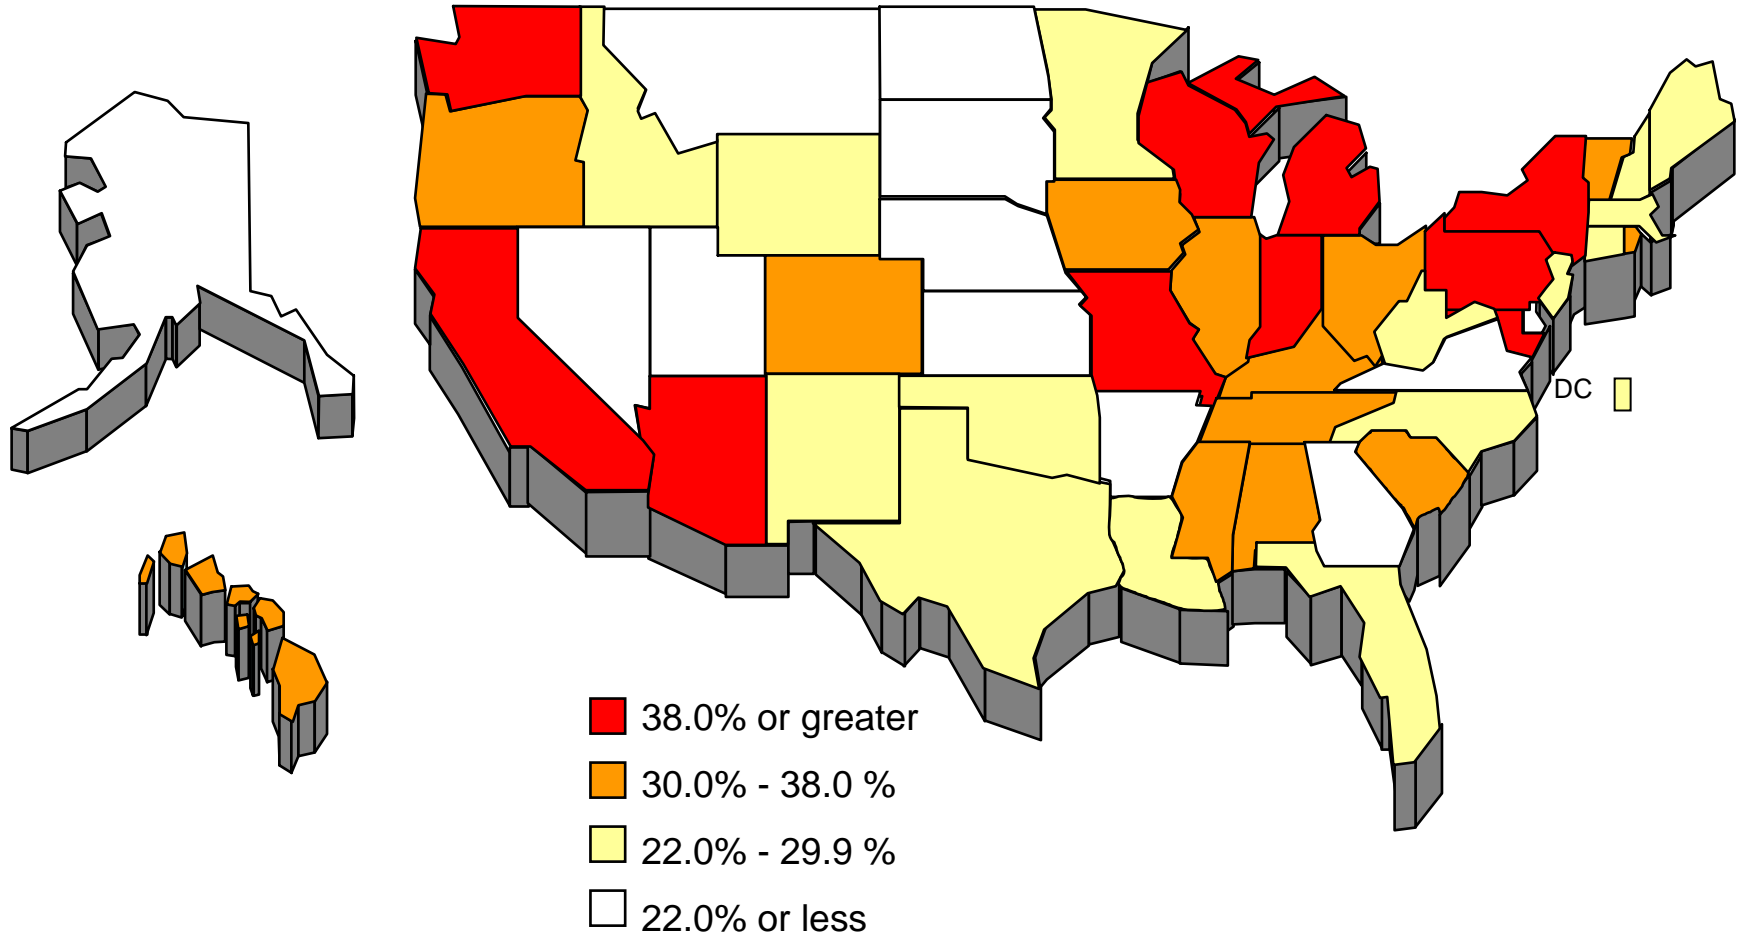 DC
38.0% or greater
30.0% - 38.0 %
22.0% - 29.9 %
22.0% or less